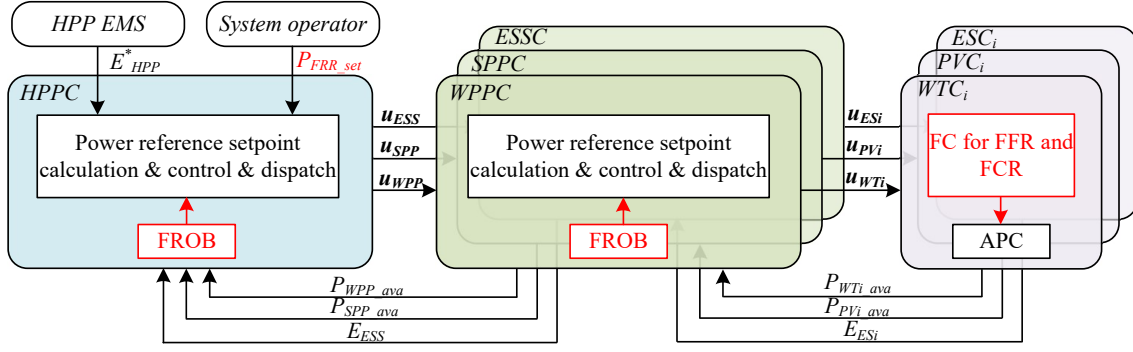 HPP EMS
System operator
E*HPP
PFRR_set
HPPC
Power reference setpoint
calculation & control & dispatch
FROB
uESS
uSPP
uWPP
ESSC
SPPC
WPPC
Power reference setpoint
calculation & control & dispatch
FROB
uESi
uPVi
uWTi
ESCi
PVCi
WTCi
FC for FFR and
FCR
APC
PWPP_ava
PSPP_ava
EESS
PWTi_ava
PPVi_ava
EESi